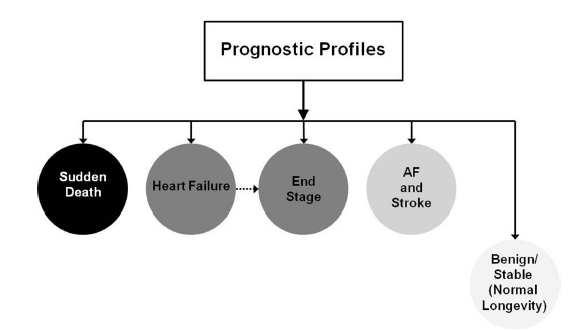 Prognostic Profiles
Sudden
Death
Heart Failure
End
Stage
AF
and
Stroke
Benign/
Stable
(Normal
Longevity)